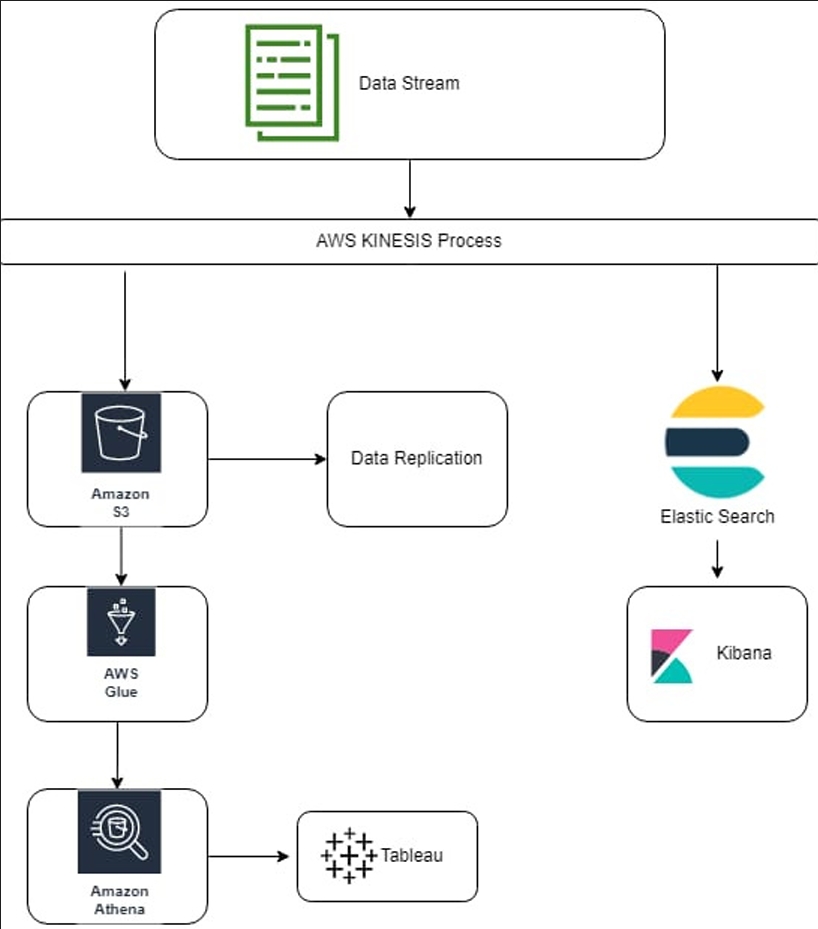 Data Stream
AWS KINESIS Process
Amazon
S3
Data Replication
Elastic Search
AWS
Glue
Kibana
Amazon
Athena
Tableau